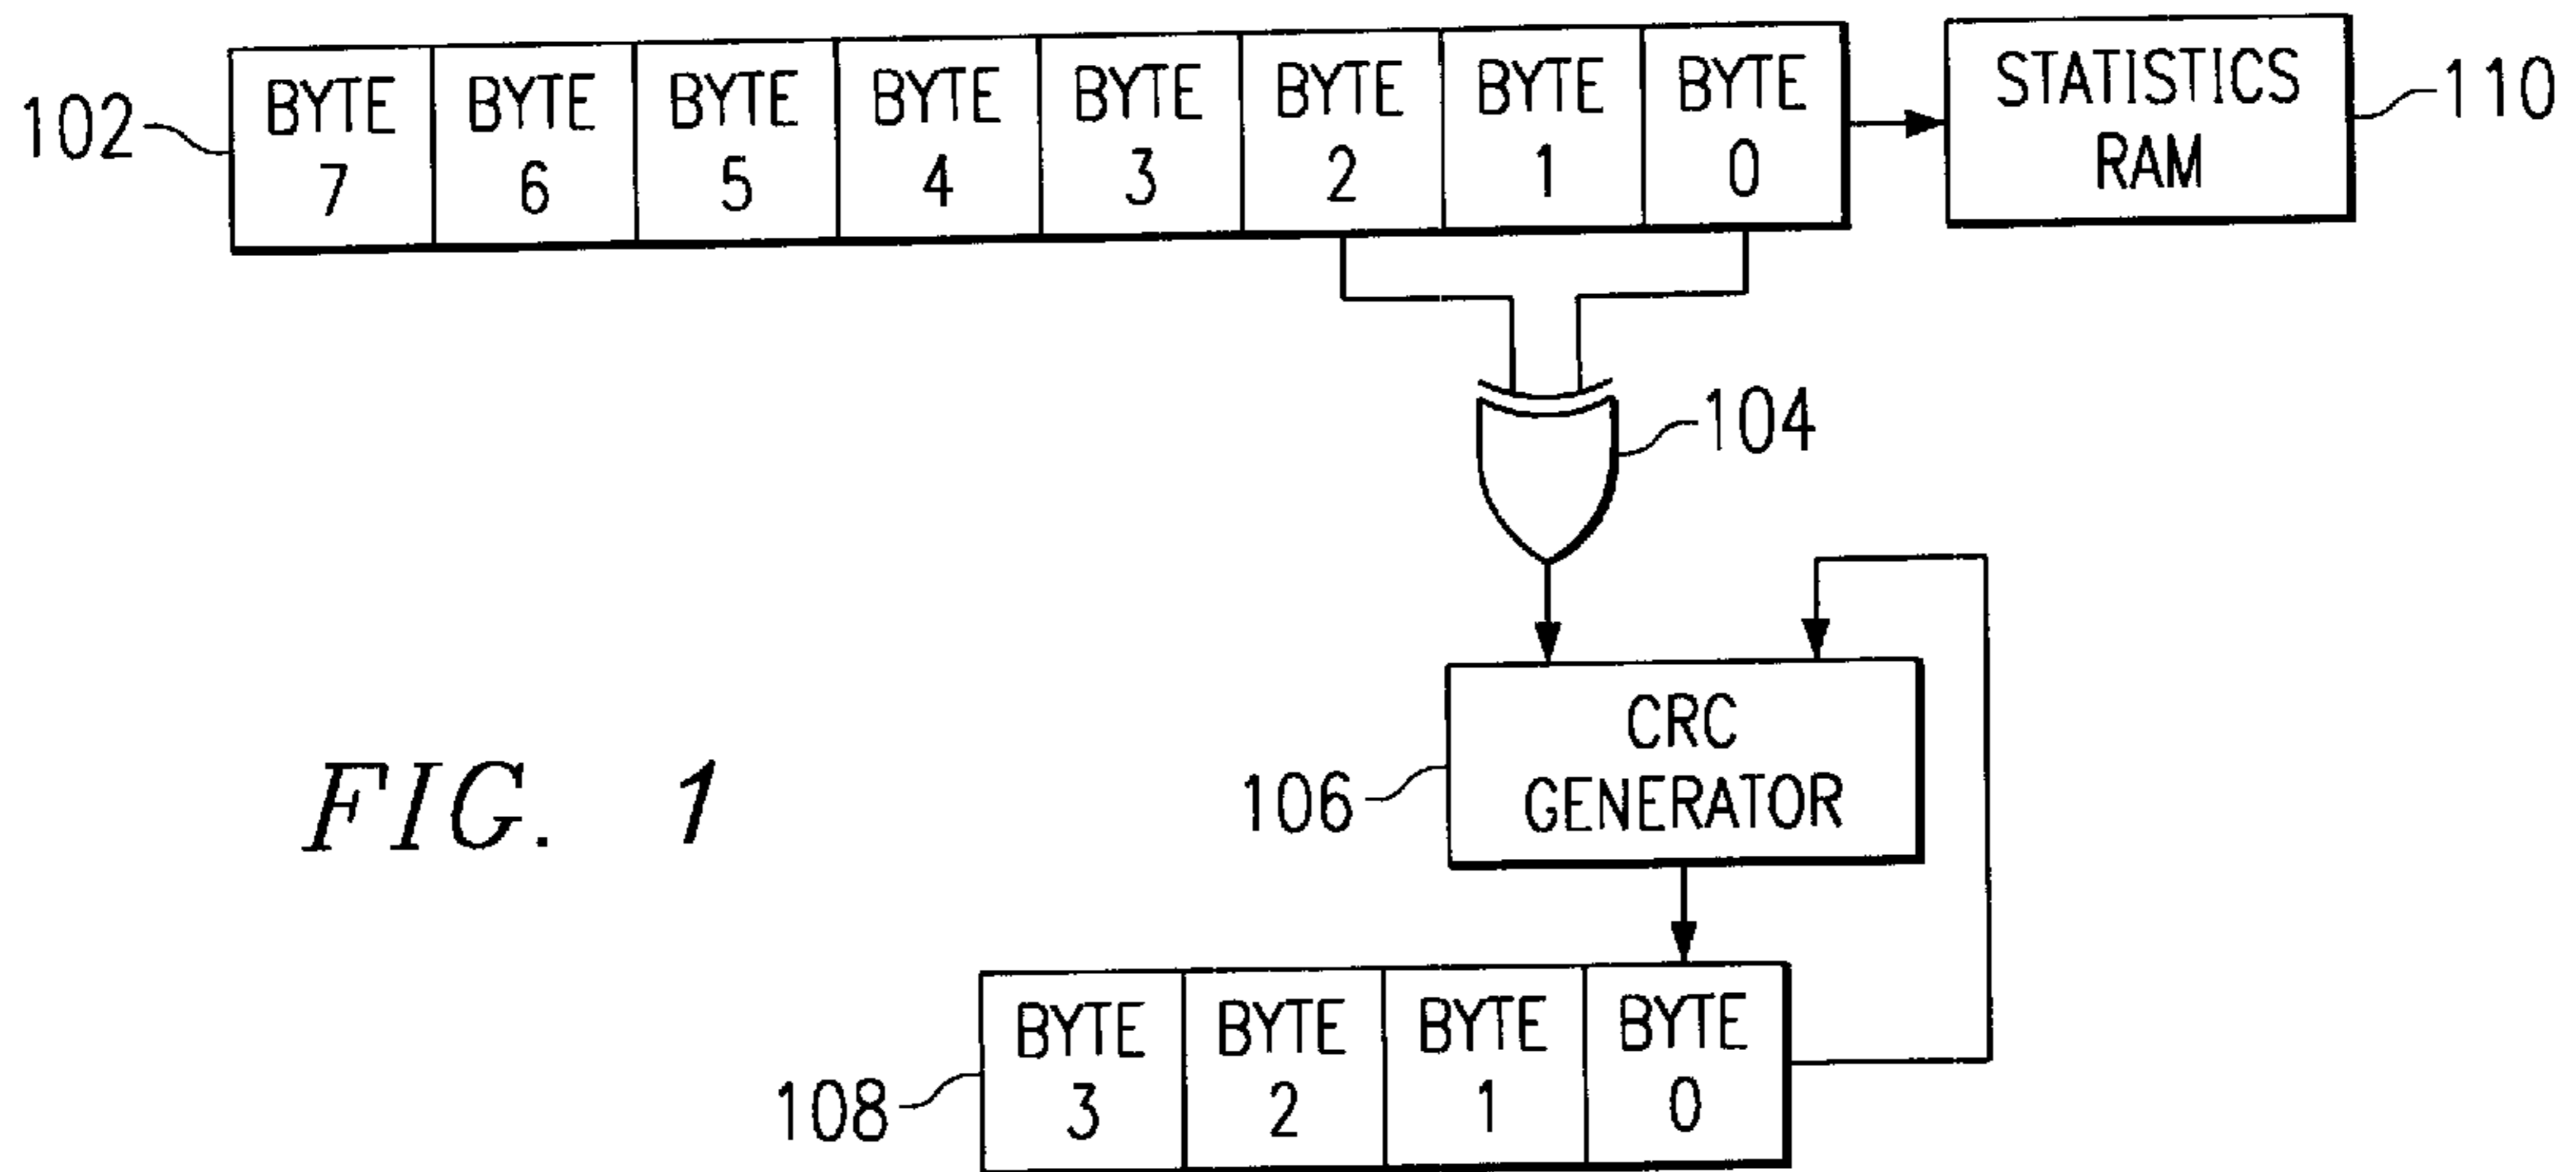 102
BYTE 7
BYTE 6
BYTE 5
BYTE 4
BYTE 3
BYTE 2
BYTE 1
BYTE 0
STATISTICS
RAM
110
104
CRC
GENERATOR
106
FIG. 1
108
BYTE 3
BYTE 2
BYTE 1
BYTE 0